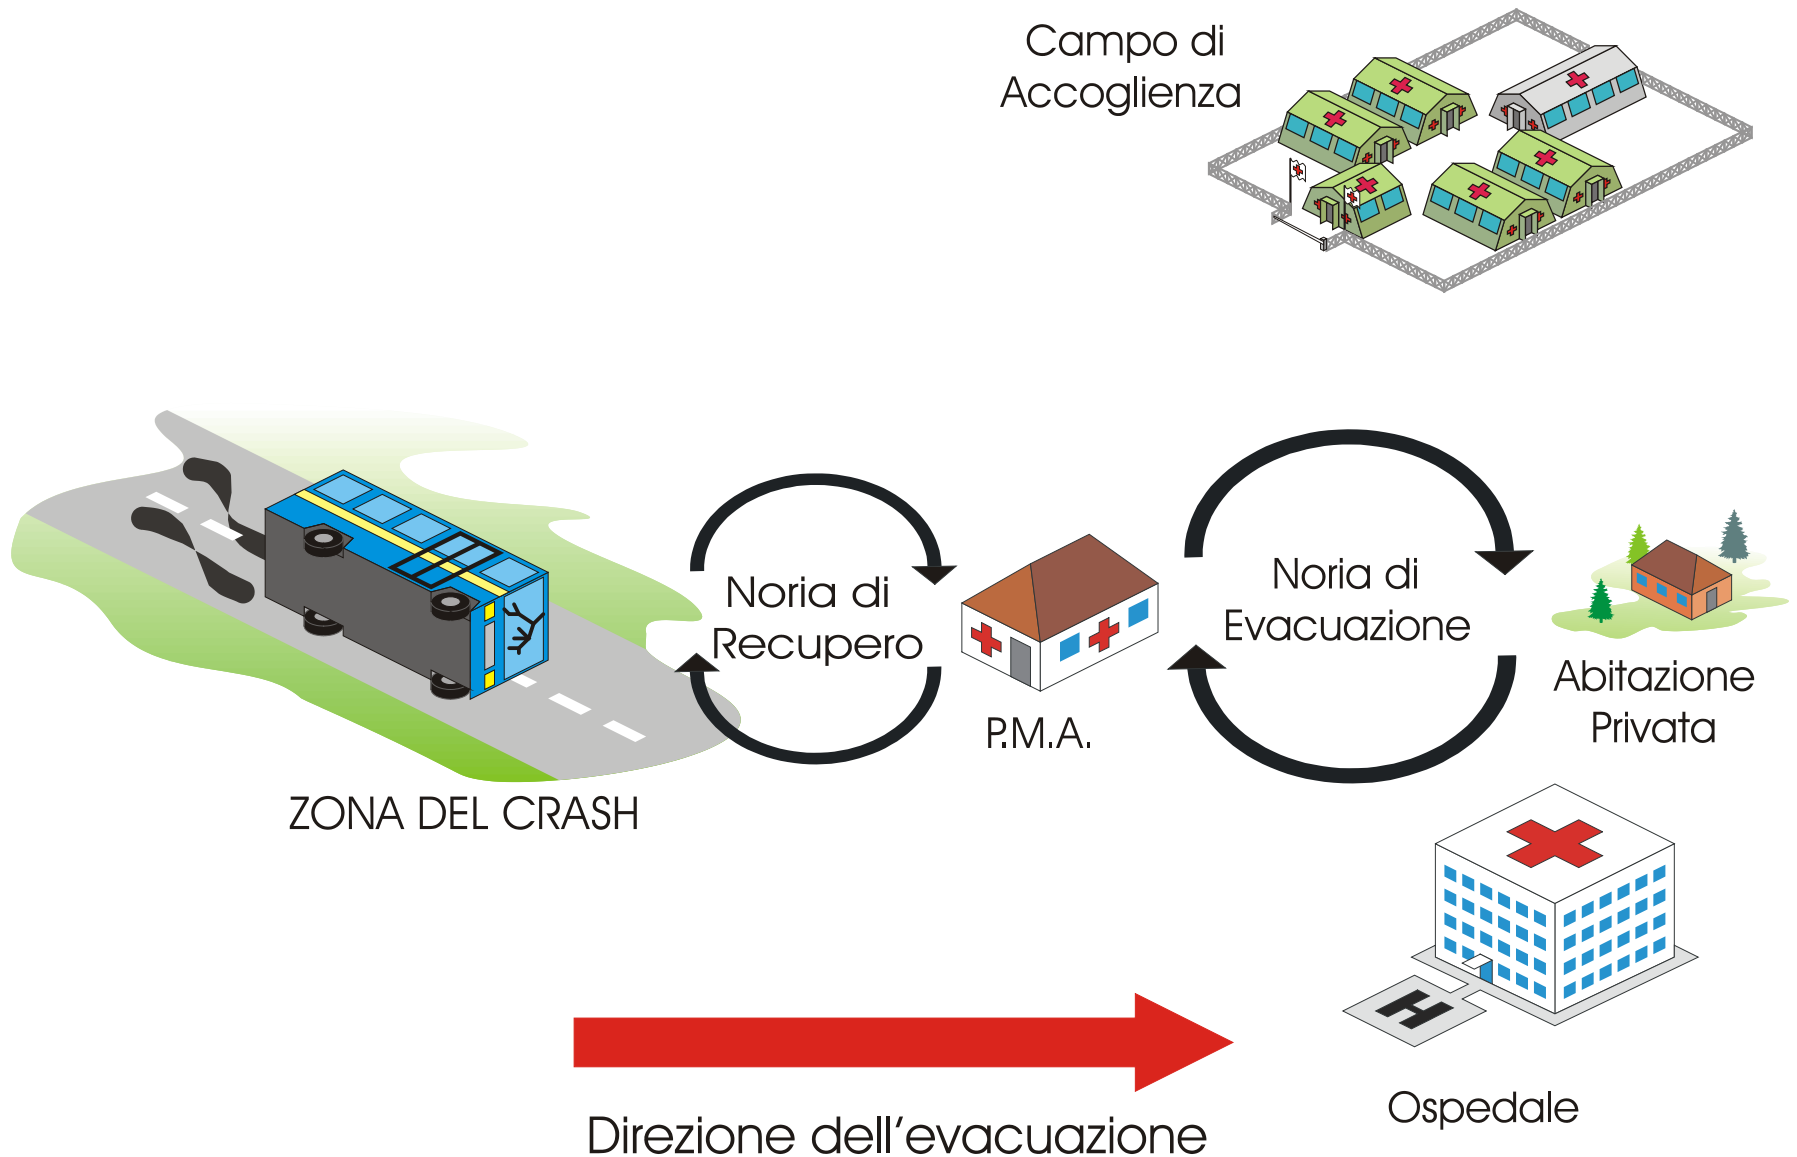 Campo di
Accoglienza
Noria di
Recupero
Noria di
Evacuazione
P.M.A.
Abitazione
Privata
ZONA DEL CRASH
H
Ospedale
Direzione dell'evacuazione